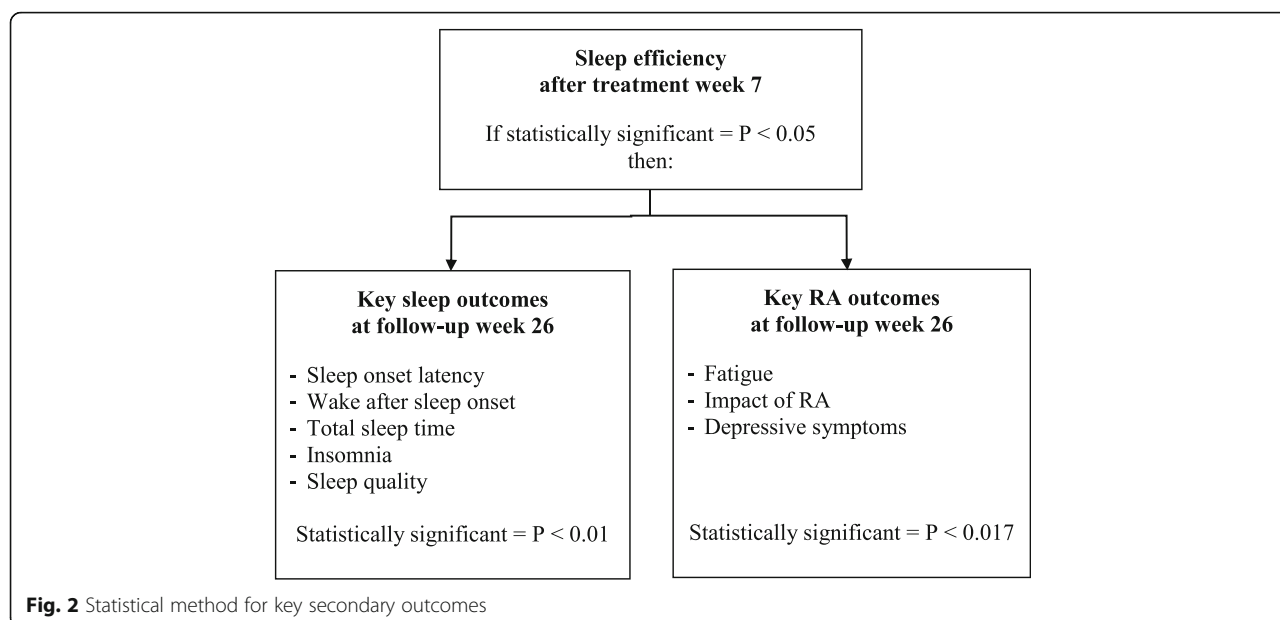 Sleep efficiency
after treatment week 7
If statistically significant = P < 0.05
then:
Key sleep outcomes
at follow-up week 26
- Sleep onset latency
- Wake after sleep onset
- Total sleep time
- Insomnia
- Sleep quality
Statistically significant = P < 0.01
Key RA outcomes
at follow-up week 26
- Fatigue
- Impact of RA
- Depressive symptoms
Statistically significant = P < 0.017
Fig. 2 Statistical method for key secondary outcomes